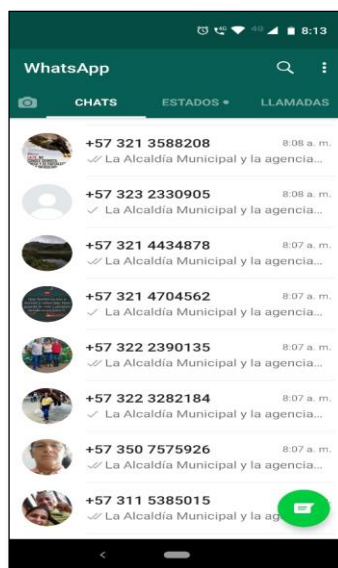 4G 4G 8:13
WhatsApp
CHATS ESTADOS LLAMADAS
+57 321 3588208 8:08 a. m.
La Alcaldía Municipal y la agencia...
+57 323 2330905 8:08 a. m.
La Alcaldía Municipal y la agencia...
+57 321 4434878 8:07 a. m.
La Alcaldía Municipal y la agencia...
+57 321 4704562 8:07 a. m.
La Alcaldía Municipal y la agencia...
+57 322 2390135 8:07 a. m.
La Alcaldía Municipal y la agencia...
+57 322 3282184 8:07 a. m.
La Alcaldía Municipal y la agencia...
+57 350 7575926 8:07 a. m.
La Alcaldía Municipal y la agencia...
+57 311 5385015
La Alcaldía Municipal y la ag